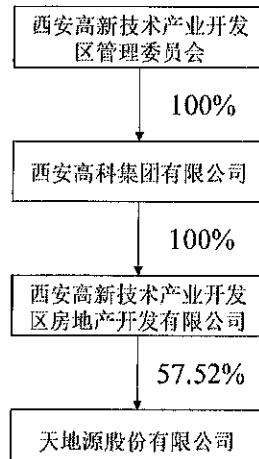 西安高新技术产业开发
区管理委员会
100%
西安高科集团有限公司
100%
西安高新技术产业开发
区房地产开发有限公司
57.52%
天地源股份有限公司